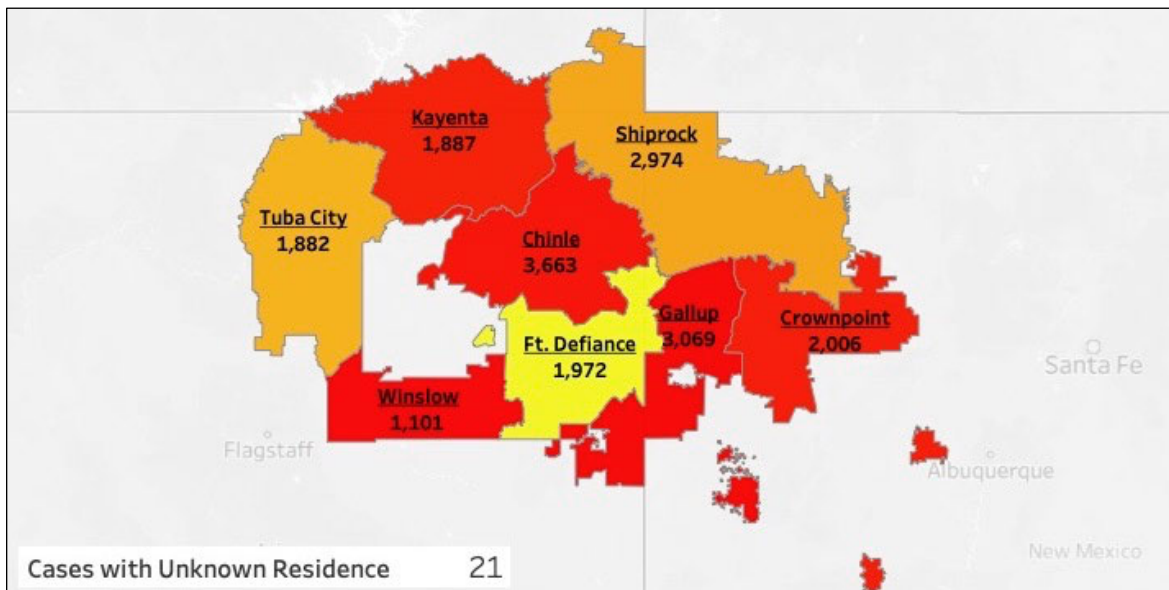 Kayenta
1,887
Shiprock
2,974
Tuba City
1,882
Chinle
3,663
Gallup
3,069
Crownpoint
2,006
Ft. Defiance
1,972
Winslow
1,101
Santa Fe
Flagstaff
Albuquerque
New Mexico
Cases with Unknown Residence 21